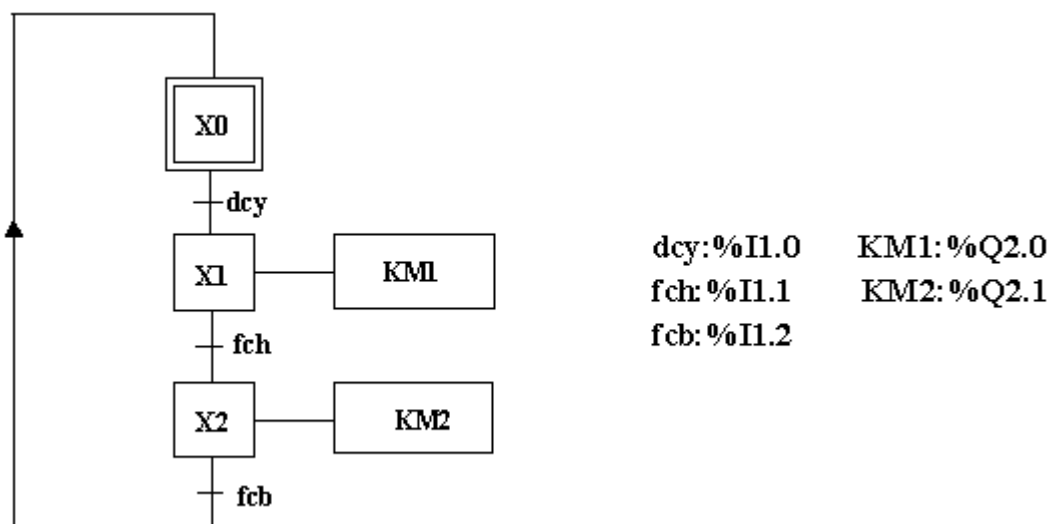 X0
dcy
X1 KM1
fch
X2 KM2
fcb
dcy:%I1.0 KM1:%Q2.0
fch:%I1.1 KM2:%Q2.1
fcb:%I1.2